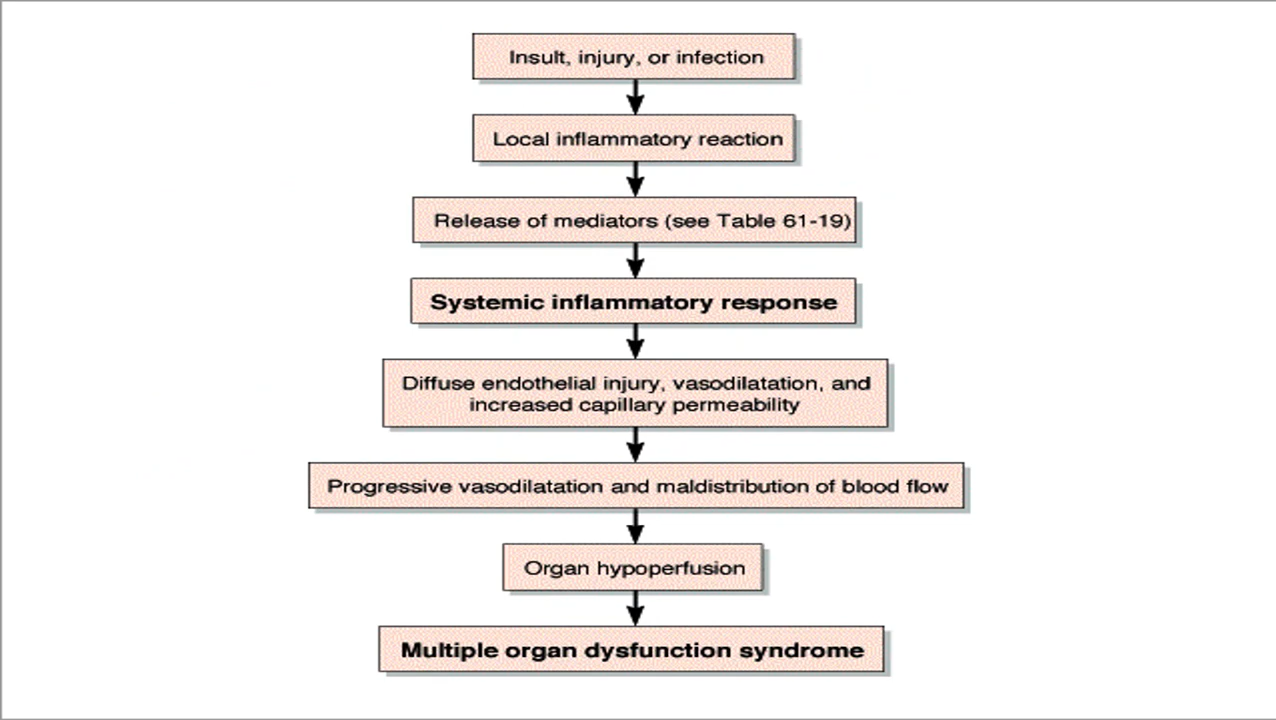 Insult, injury, or infection
Local inflammatory reaction
Release of mediators (see Table 61-19)
Systemic inflammatory response
Diffuse endothelial injury, vasodilatation, and
increased capillary permeability
Progressive vasodilatation and maldistribution of blood flow
Organ hypoperfusion
Multiple organ dysfunction syndrome